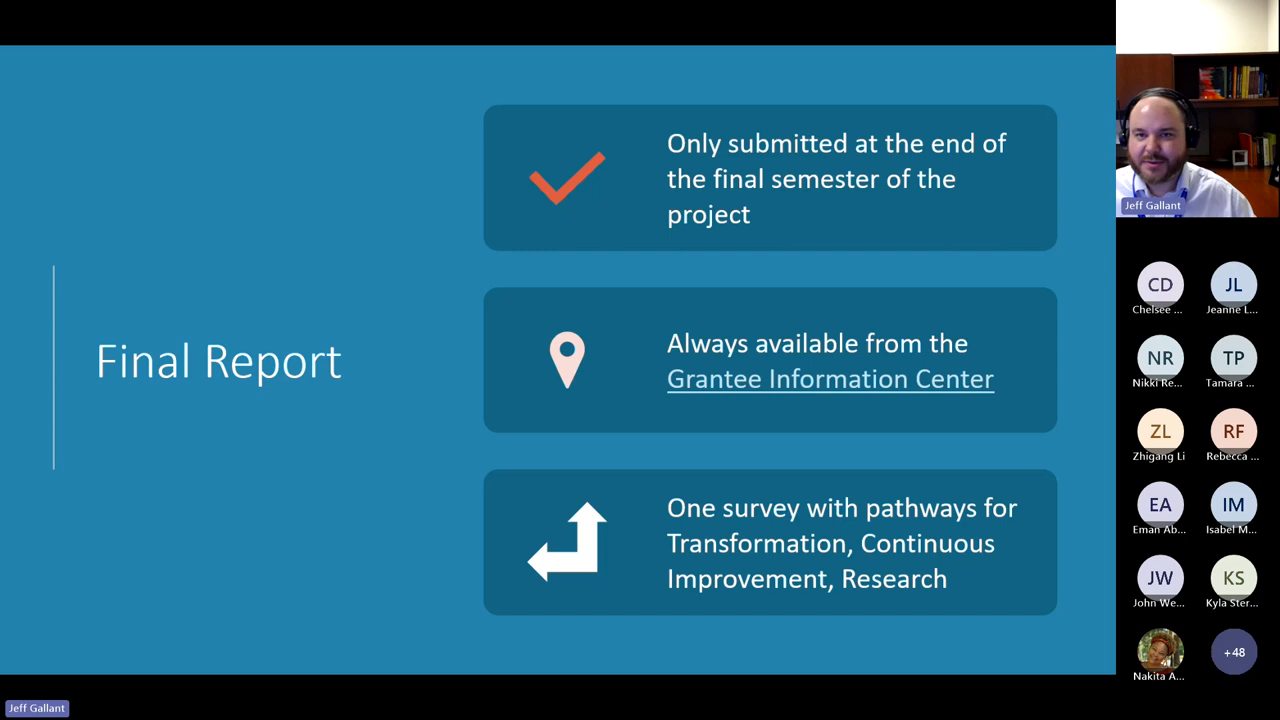 Final Report
Only submitted at the end of
the final semester of the
project
Always available from the
Grantee Information Center
One survey with pathways for
Transformation, Continuous
Improvement, Research
Jeff Gallant
CD
Chelsee ...
JL
Jeanne L...
NR
Nikki Re...
TP
Tamara ...
ZL
Zhigang Li
RF
Rebecca ...
EA
Eman Ab...
IM
Isabel M...
JW
John We...
KS
Kyla Ster...
Nakita A...
+48
Jeff Gallant